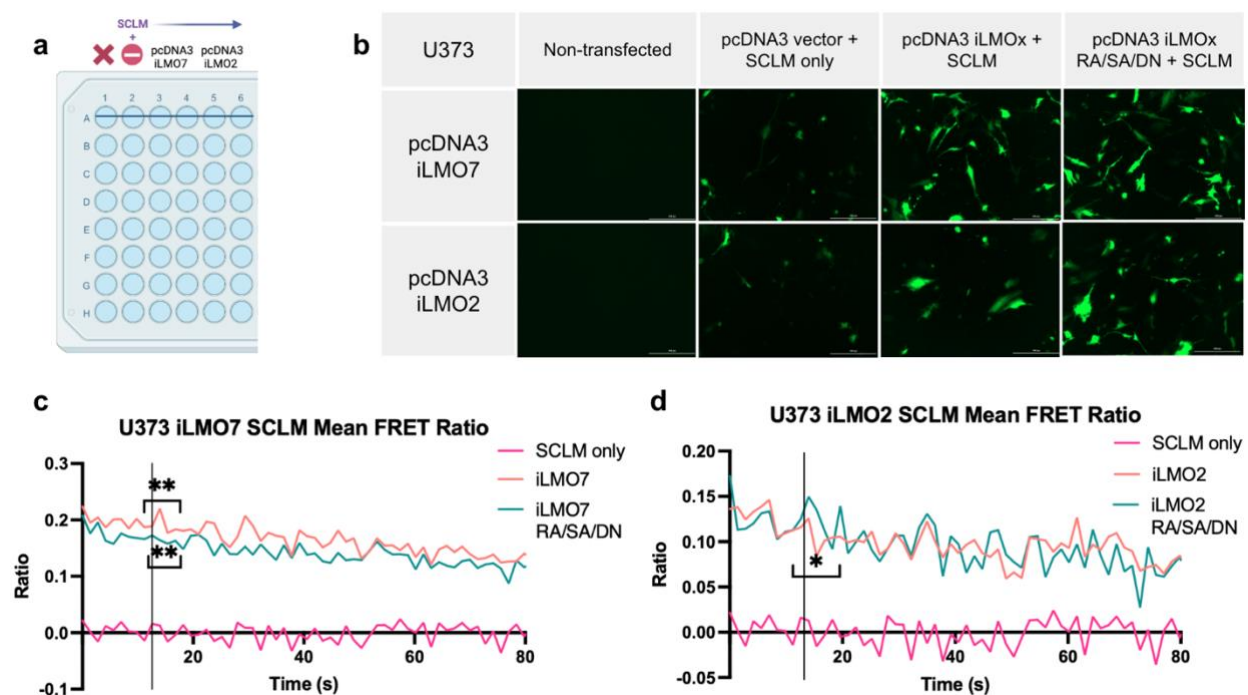 a
SCLM
+
pcDNA3 iLMO7
pcDNA3 iLMO2
1 2 3 4 5 6
A
B
C
D
E
F
G
H
b
U373
Non-transfected
pcDNA3 vector +
SCLM only
pcDNA3 iLMOx +
SCLM
pcDNA3 iLMOx
RA/SA/DN + SCLM
pcDNA3
iLMO7
pcDNA3
iLMO2
c
U373 iLMO7 SCLM Mean FRET Ratio
SCLM only
iLMO7
iLMO7
RA/SA/DN
**
**
Ratio
0.3
0.2
0.1
0.0
-0.1
20 40 60 80
Time (s)
d
U373 iLMO2 SCLM Mean FRET Ratio
SCLM only
iLMO2
iLMO2
RA/SA/DN
*
Ratio
0.20
0.15
0.10
0.05
0.00
-0.05
20 40 60 80
Time (s)